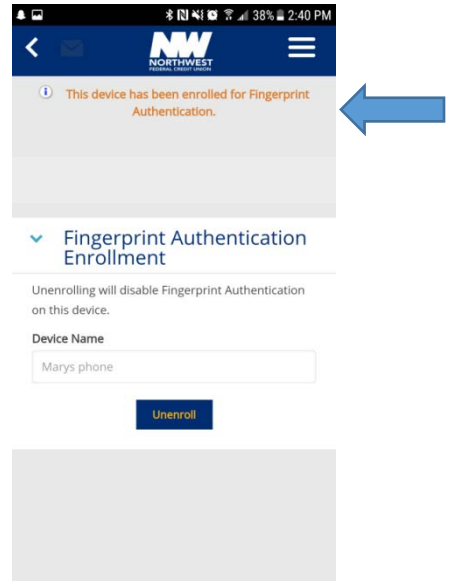 38% 2:40 PM
NW
NORTHWEST
FEDERAL CREDIT UNION
This device has been enrolled for Fingerprint
Authentication.
Fingerprint Authentication
Enrollment
Unenrolling will disable Fingerprint Authentication
on this device.
Device Name
Marys phone
Unenroll